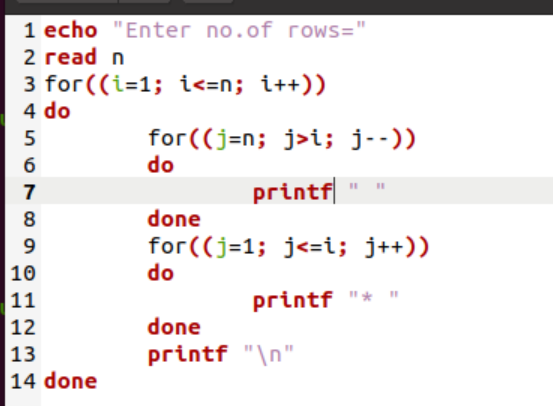 1 echo "Enter no.of rows="
2 read n
3 for((i=1; i<=n; i++))
4 do
5 for((j=n; j>i; j--))
6 do
7 printf " "
8 done
9 for((j=1; j<=i; j++))
10 do
11 printf "* "
12 done
13 printf "\n"
14 done